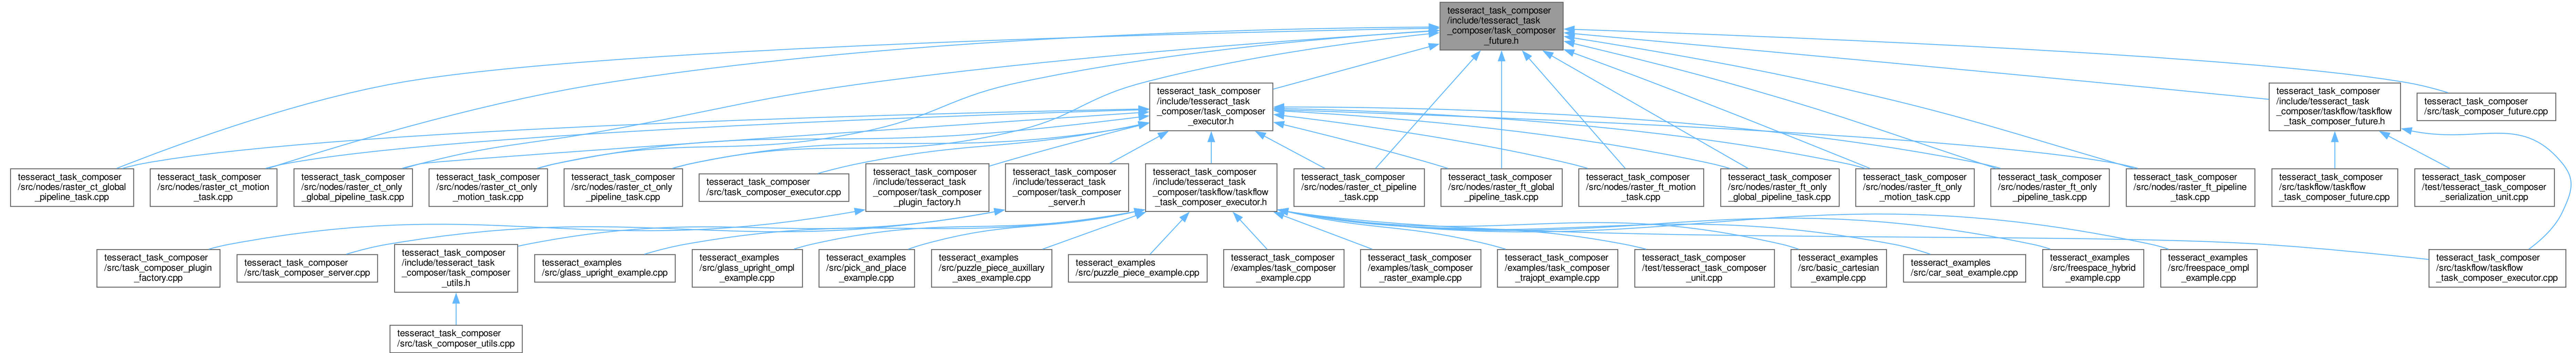 tesseract_task_composer
/include/tesseract_task
_composer/task_composer
_future.h
tesseract_task_composer
/include/tesseract_task
_composer/task_composer
_executor.h
tesseract_task_composer
/include/tesseract_task
_composer/taskflow/taskflow
_task_composer_future.h
tesseract_task_composer
/src/task_composer_future.cpp
tesseract_task_composer
/src/nodes/raster_ct_global
_pipeline_task.cpp
tesseract_task_composer
/src/nodes/raster_ct_motion
_task.cpp
tesseract_task_composer
/src/nodes/raster_ct_only
_global_pipeline_task.cpp
tesseract_task_composer
/src/nodes/raster_ct_only
_motion_task.cpp
tesseract_task_composer
/src/nodes/raster_ct_only
_pipeline_task.cpp
tesseract_task_composer
/src/task_composer_executor.cpp
tesseract_task_composer
/include/tesseract_task
_composer/task_composer
_plugin_factory.h
tesseract_task_composer
/include/tesseract_task
_composer/task_composer
_server.h
tesseract_task_composer
/include/tesseract_task
_composer/taskflow/taskflow
_task_composer_executor.h
tesseract_task_composer
/src/nodes/raster_ct_pipeline
_task.cpp
tesseract_task_composer
/src/nodes/raster_ft_global
_pipeline_task.cpp
tesseract_task_composer
/src/nodes/raster_ft_motion
_task.cpp
tesseract_task_composer
/src/nodes/raster_ft_only
_global_pipeline_task.cpp
tesseract_task_composer
/src/nodes/raster_ft_only
_motion_task.cpp
tesseract_task_composer
/src/nodes/raster_ft_only
_pipeline_task.cpp
tesseract_task_composer
/src/nodes/raster_ft_pipeline
_task.cpp
tesseract_task_composer
/src/taskflow/taskflow
_task_composer_future.cpp
tesseract_task_composer
/test/tesseract_task_composer
_serialization_unit.cpp
tesseract_task_composer
/src/task_composer_plugin
_factory.cpp
tesseract_task_composer
/src/task_composer_server.cpp
tesseract_task_composer
/include/tesseract_task
_composer/task_composer
_utils.h
tesseract_examples
/src/glass_upright_example.cpp
tesseract_examples
/src/glass_upright_ompl
_example.cpp
tesseract_examples
/src/pick_and_place
_example.cpp
tesseract_examples
/src/puzzle_piece_auxillary
_axes_example.cpp
tesseract_examples
/src/puzzle_piece_example.cpp
tesseract_task_composer
/examples/task_composer
_example.cpp
tesseract_task_composer
/examples/task_composer
_raster_example.cpp
tesseract_task_composer
/examples/task_composer
_trajopt_example.cpp
tesseract_task_composer
/test/tesseract_task_composer
_unit.cpp
tesseract_examples
/src/basic_cartesian
_example.cpp
tesseract_examples
/src/car_seat_example.cpp
tesseract_examples
/src/freespace_hybrid
_example.cpp
tesseract_examples
/src/freespace_ompl
_example.cpp
tesseract_task_composer
/src/taskflow/taskflow
_task_composer_executor.cpp
tesseract_task_composer
/src/task_composer_utils.cpp